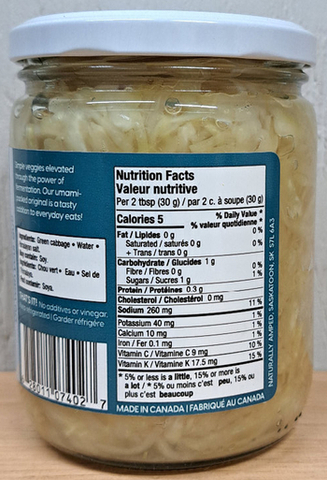 Simple veggies elevated
through the power of
fermentation. Our umami-
packed original is a tasty
addition to everyday eats!
Ingredients: Green cabbage • Water •
salt.
Soy.
Chou vert • Eau • Sel de
Soya.
THAT'S IT! No additives or vinegar.
refrigerated | Garder réfrigéré
07402 7
Nutrition Facts
Valeur nutritive
Per 2 tbsp (30 g) / par 2 c. à soupe (30 g)
Calories 5
% Daily Value *
% valeur quotidienne *
Fat / Lipides 0 g 0 %
Saturated / saturés 0 g 0 %
+ Trans / trans 0 g
Carbohydrate / Glucides 1 g
Fibre / Fibres 0 g 0 %
Sugars / Sucres 1 g 1 %
Protein / Protéines 0.3 g
Cholesterol / Cholestérol 0 mg
Sodium 260 mg 11 %
Potassium 40 mg 1 %
Calcium 10 mg 1 %
Iron / Fer 0.1 mg 1 %
Vitamin C / Vitamine C 9 mg 10 %
Vitamin K / Vitamine K 17.5 mg 15 %
* 5% or less is a little, 15% or more is
a lot / * 5% ou moins c'est peu, 15% ou
plus c'est beaucoup
MADE IN CANADA | FABRIQUÉ AU CANADA
NATURALLY AMPED, SASKATOON, SK S7L 6A3